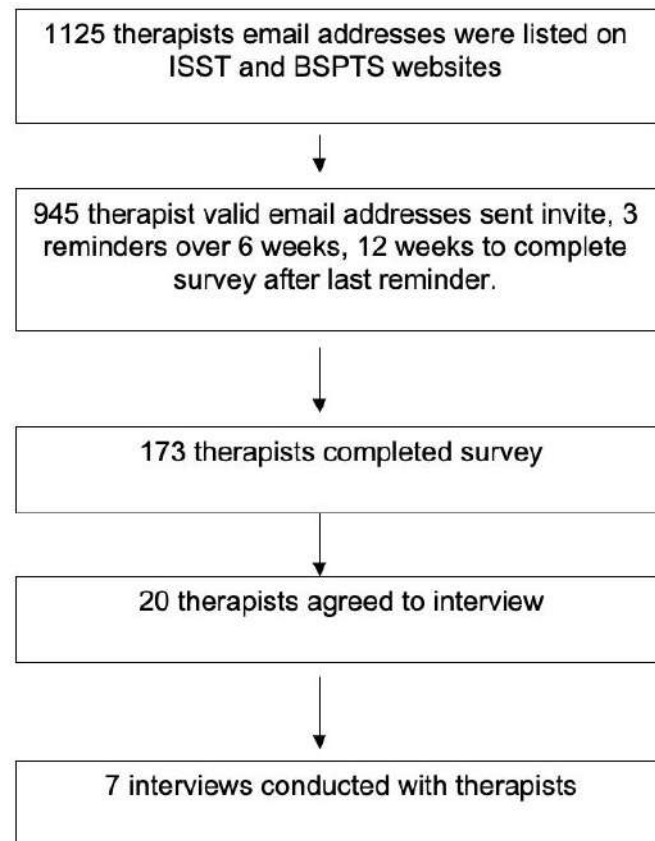 1125 therapists email addresses were listed on
ISST and BSPTS websites
945 therapist valid email addresses sent invite, 3
reminders over 6 weeks, 12 weeks to complete
survey after last reminder.
173 therapists completed survey
20 therapists agreed to interview
7 interviews conducted with therapists